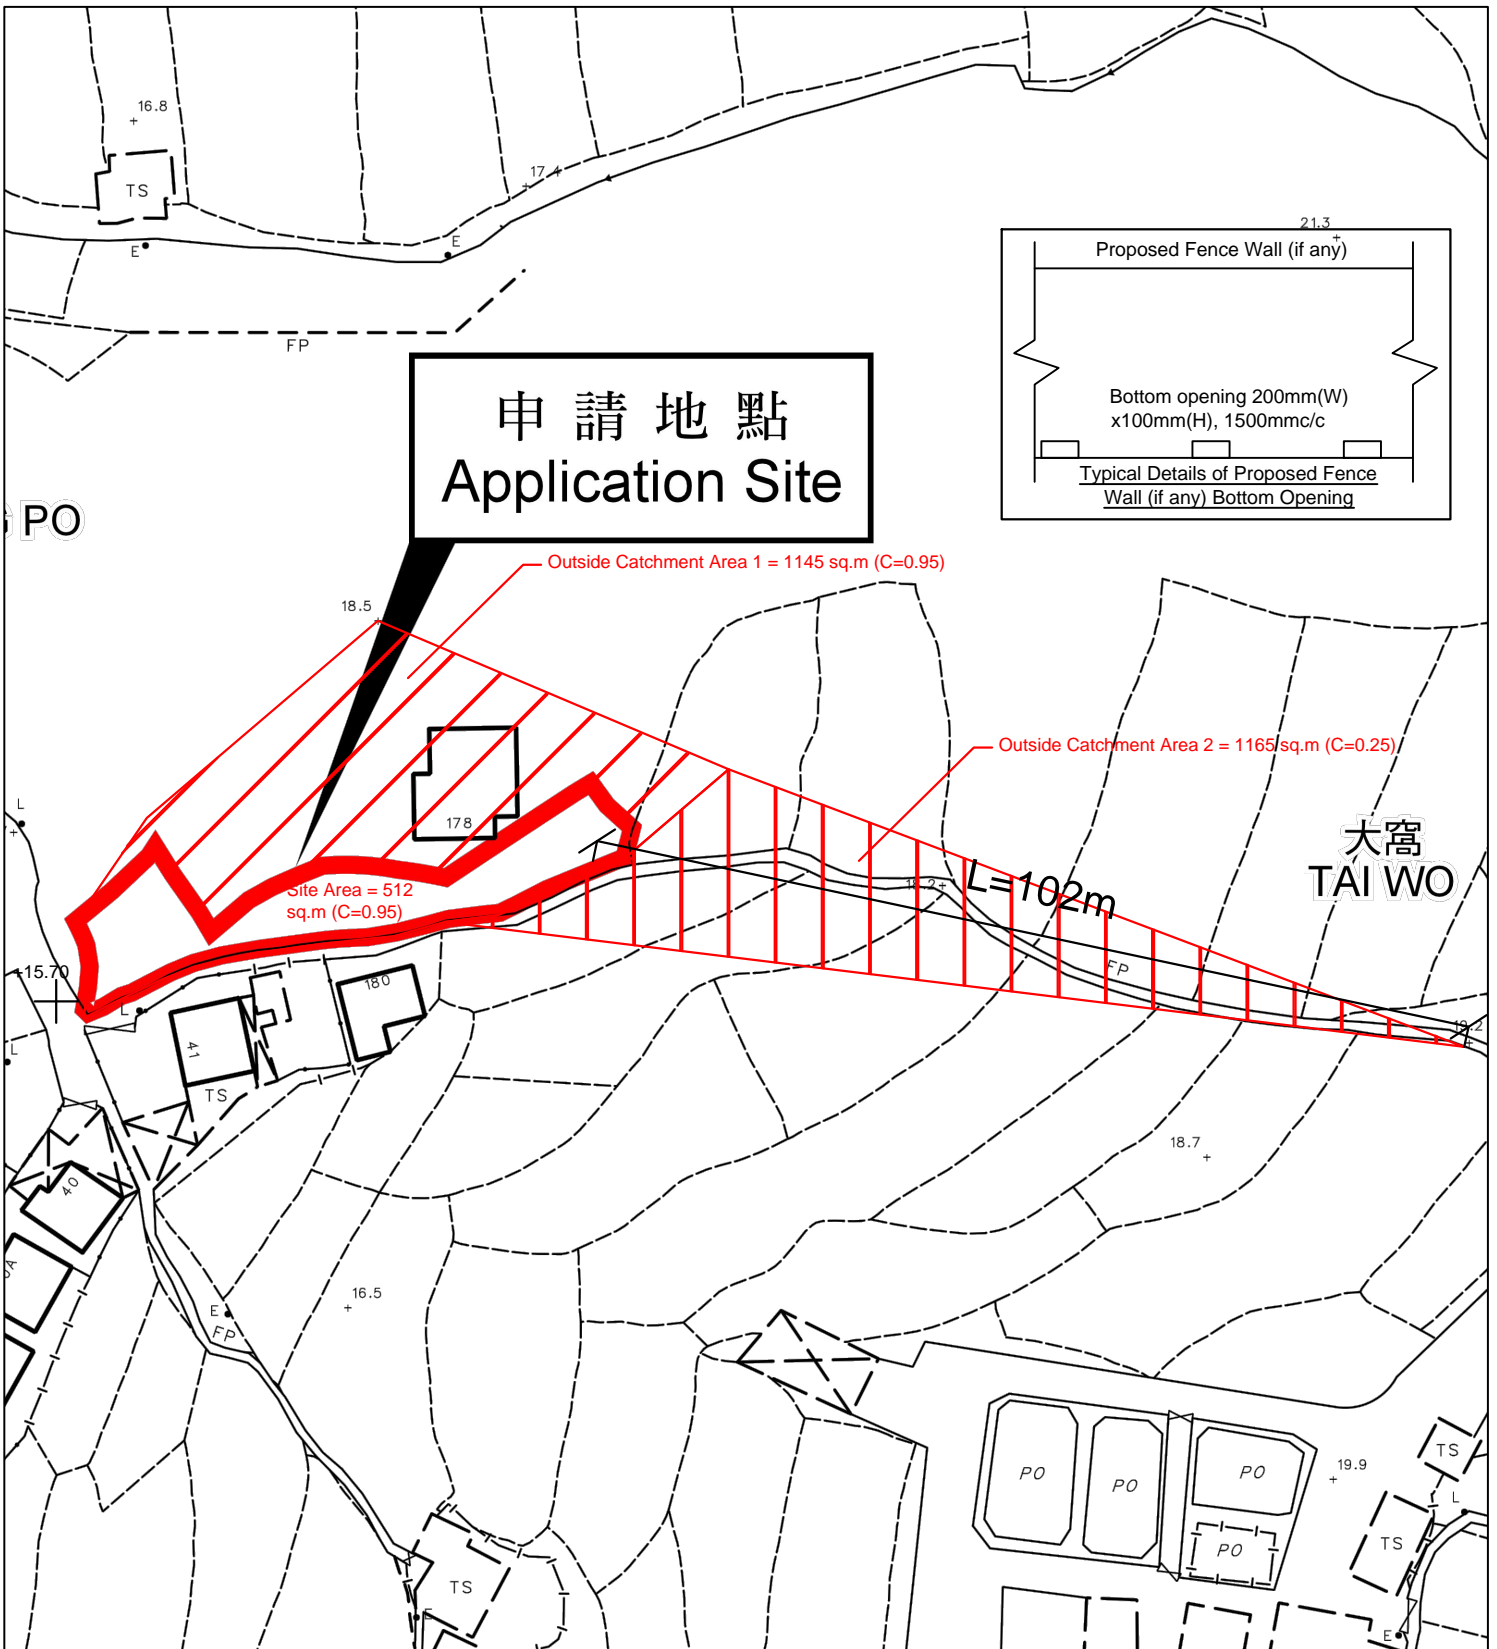 16.8
TS
E
17.4
E
FP
21.3
Proposed Fence Wall (if any)
Bottom opening 200mm(W)
x100mm(H), 1500mmc/c
Typical Details of Proposed Fence
Wall (if any) Bottom Opening
申請地點
Application Site
PO
Outside Catchment Area 1 = 1145 sq.m (C=0.95)
18.5
Outside Catchment Area 2 = 1165 sq.m (C=0.25)
L
178
大窩
TAI WO
Site Area = 512
sq.m (C=0.95)
18.2
L=102m
FP
+15.70
180
L
41
TS
L
19.2
18.7
40
16.5
E
FP
PO
PO
PO
PO
19.9
TS
L
TS
TS
E
E